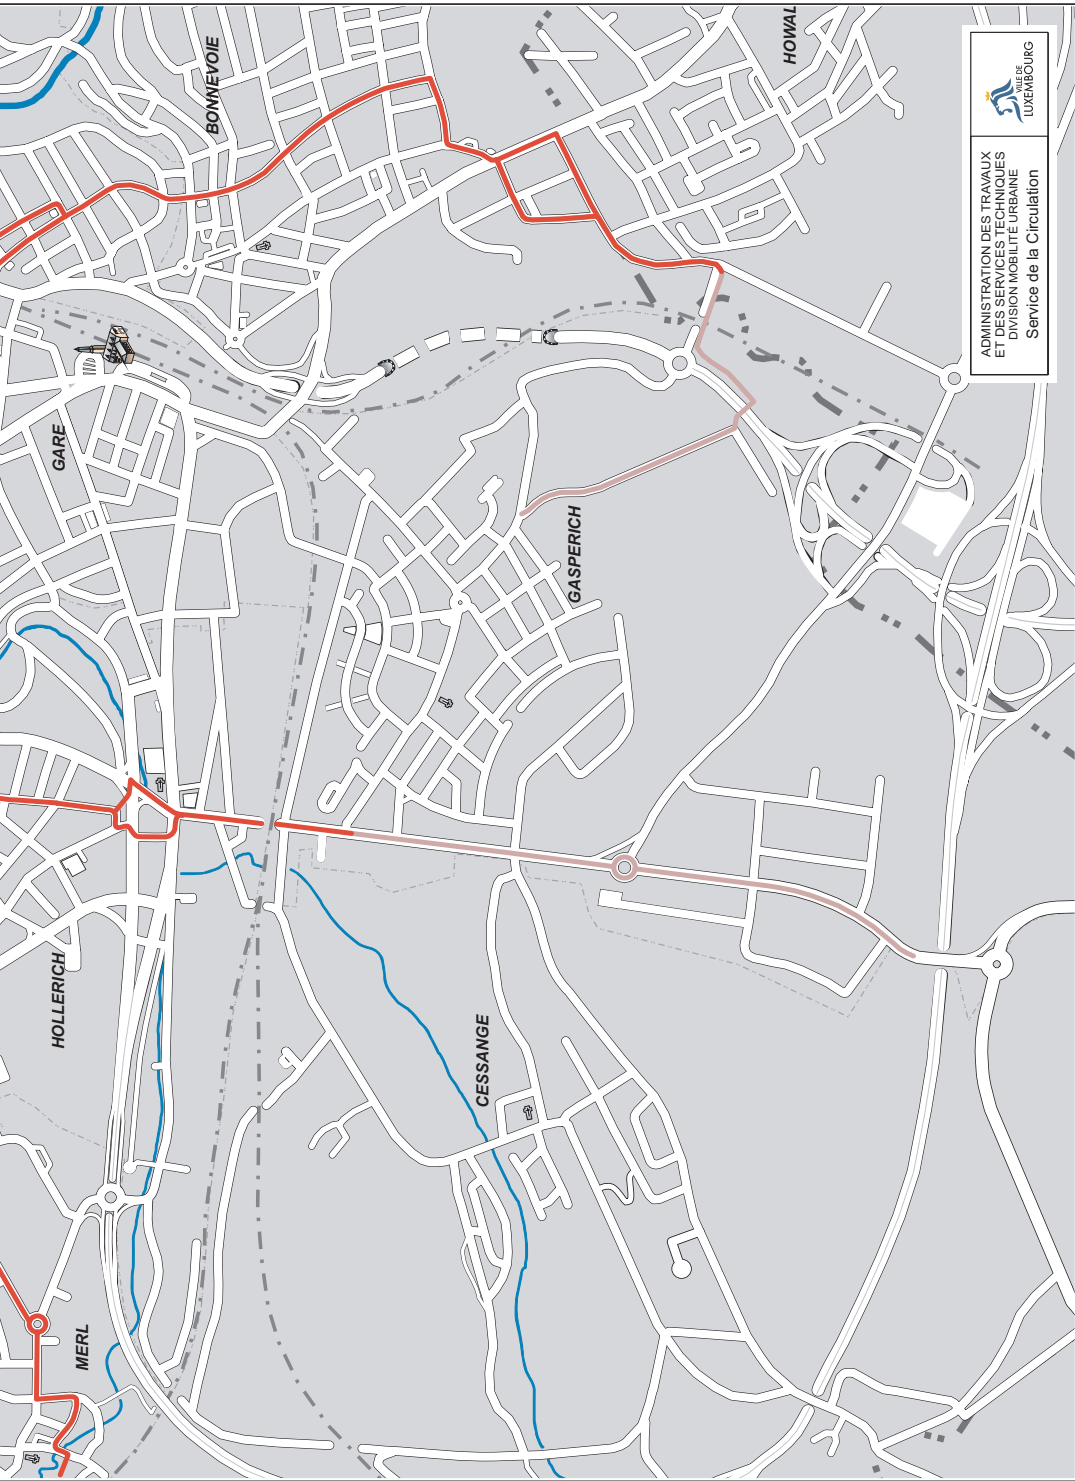 BONNEVOIE
HOWAL
GARE
GASPERICH
HOLLERICH
CESSANGE
MERL
VILLE DE
LUXEMBOURG
ADMINISTRATION DES TRAVAUX
ET DES SERVICES TECHNIQUES
DIVISION MOBILITÉ URBAINE
Service de la Circulation